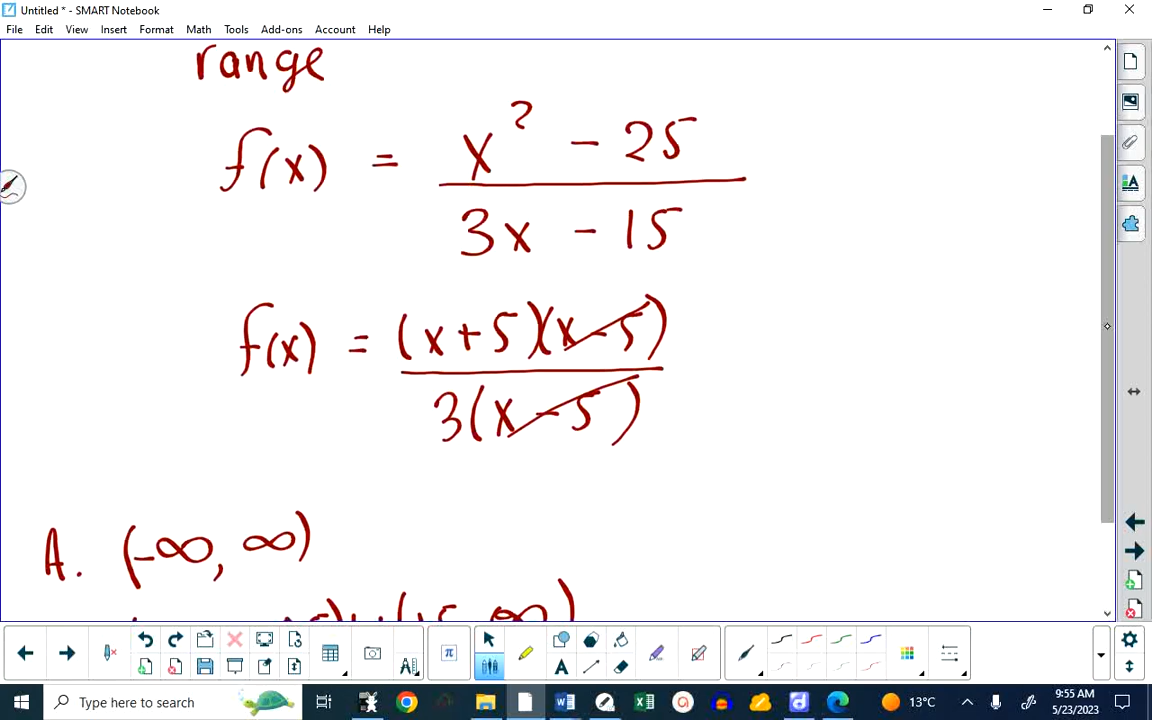 Untitled * - SMART Notebook
File Edit View Insert Format Math Tools Add-ons Account Help
range
f(x) = x² - 25
3x - 15
f(x) = (x+5)(x-5)
3(x-5)
A. (-∞, ∞)
∞)
π
A
Type here to search
13°C
9:55 AM
5/23/2023